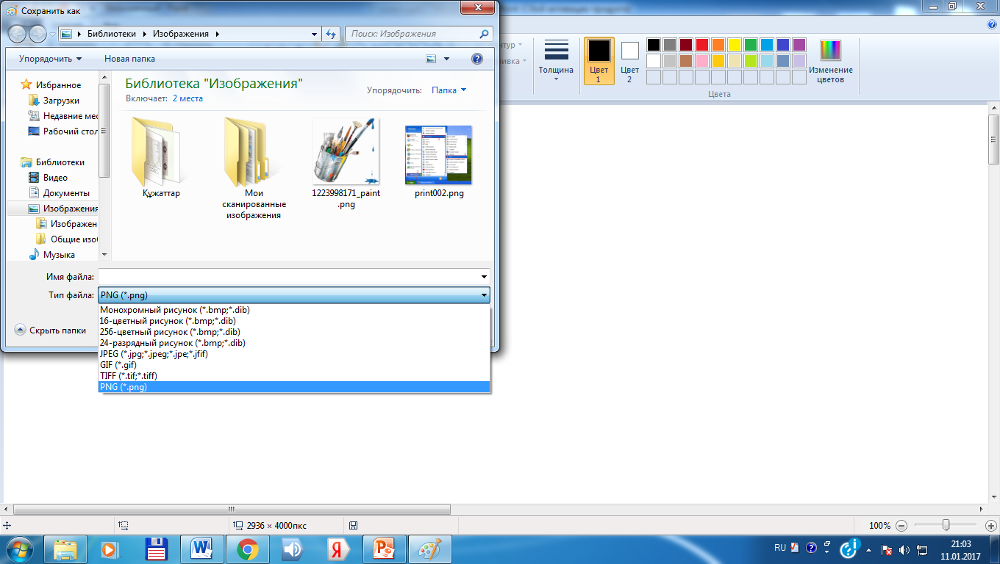 Сохранить как
Библиотеки
Изображения
Поиск: Изображения
Упорядочить
Новая папка
Избранное
Загрузки
Недавние мес
Рабочий стол
Библиотеки
Видео
Документы
Изображения
Изображен
Общие изоб
Музыка
Библиотека "Изображения"
Включает: 2 места
Упорядочить: Папка
Құжаттар
Мои
сканированные
изображения
1223998171_paint
.png
print002.png
Имя файла:
Тип файла: PNG (*.png)
Монохромный рисунок (*.bmp;*.dib)
16-цветный рисунок (*.bmp;*.dib)
256-цветный рисунок (*.bmp;*.dib)
24-разрядный рисунок (*.bmp;*.dib)
JPEG (*.jpg;*.jpeg;*.jpe;*.jfif)
GIF (*.gif)
TIFF (*.tif;*.tiff)
PNG (*.png)
Скрыть папки
Толщина
Цвет
1
Цвет
2
Изменение
цветов
Цвета
2936 × 4000пкс
100%
RU
21:03
11.01.2017